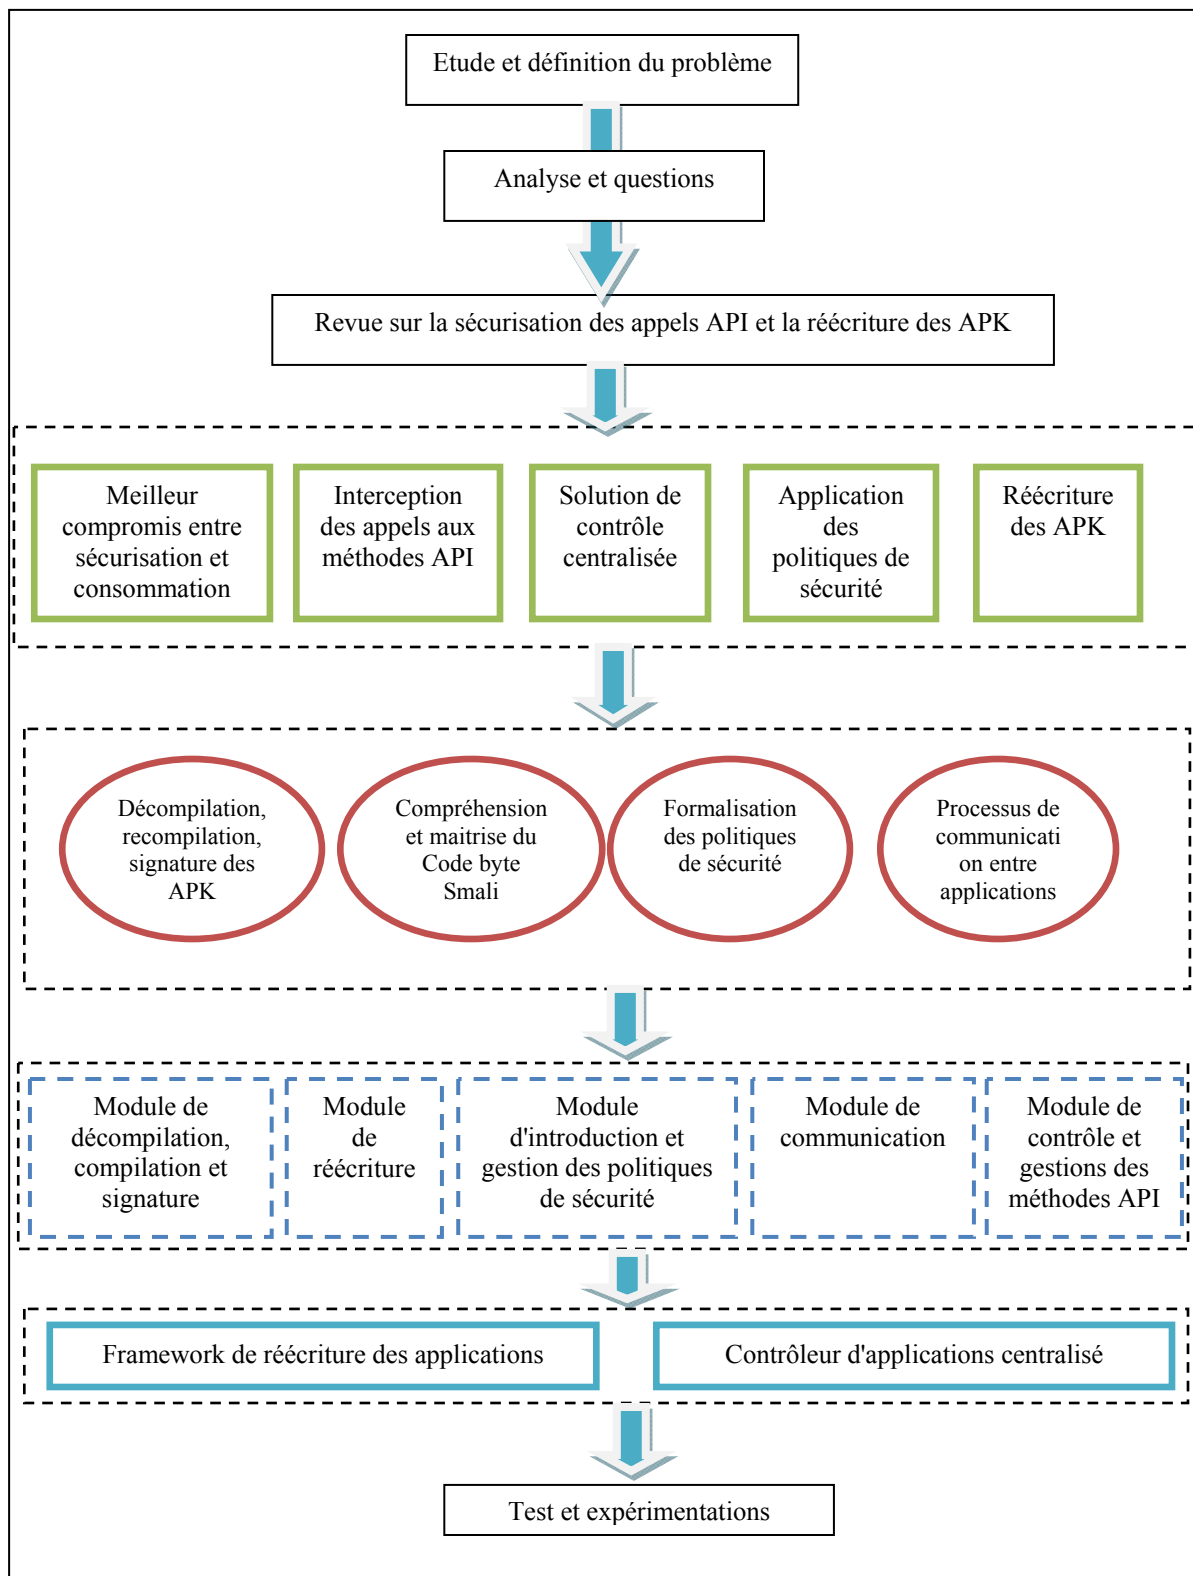 Etude et définition du problème
Analyse et questions
Revue sur la sécurisation des appels API et la réécriture des APK
Meilleur
compromis entre
sécurisation et
consommation
Interception
des appels aux
méthodes API
Solution de
contrôle
centralisée
Application
des
politiques de
sécurité
Réécriture
des APK
Décompilation,
recompilation,
signature des
APK
Compréhension
et maitrise du
Code byte
Smali
Formalisation
des politiques
de sécurité
Processus de
communicati
on entre
applications
Module de
décompilation,
compilation et
signature
Module
de
réécriture
Module
d'introduction et
gestion des politiques
de sécurité
Module de
communication
Module de
contrôle et
gestions des
méthodes API
Framework de réécriture des applications
Contrôleur d'applications centralisé
Test et expérimentations